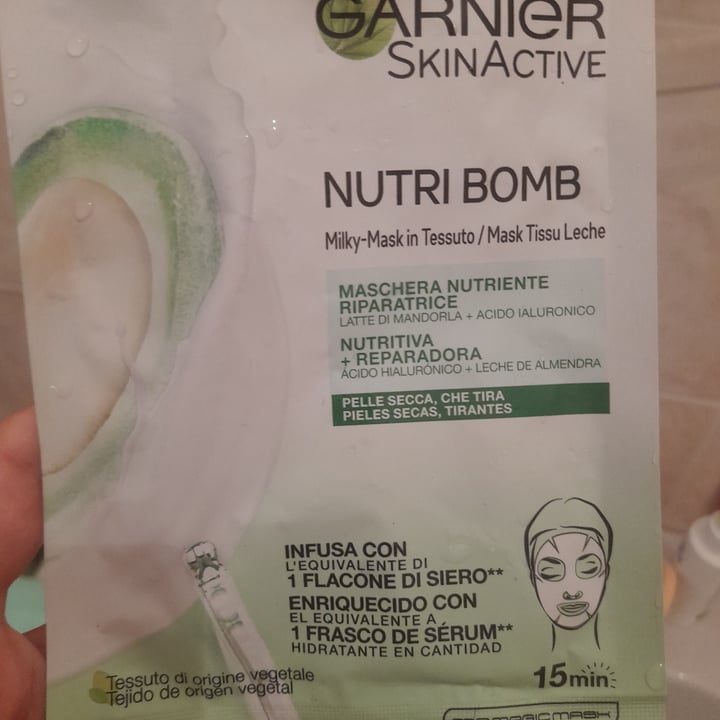 GARNIER
SKINACTIVE
NUTRI BOMB
Milky-Mask in Tessuto / Mask Tissu Leche
MASCHERA NUTRIENTE
RIPARATRICE
LATTE DI MANDORLA + ACIDO IALURONICO
NUTRITIVA
+ REPARADORA
ÁCIDO HIALURÓNICO + LECHE DE ALMENDRA
PELLE SECCA, CHE TIRA
PIELES SECAS, TIRANTES
INFUSA CON
L'EQUIVALENTE DI
1 FLACONE DI SIERO**
ENRIQUECIDO CON
EL EQUIVALENTE A
1 FRASCO DE SÉRUM**
HIDRATANTE EN CANTIDAD
15min
Tessuto di origine vegetale
Tejido de origen vegetal